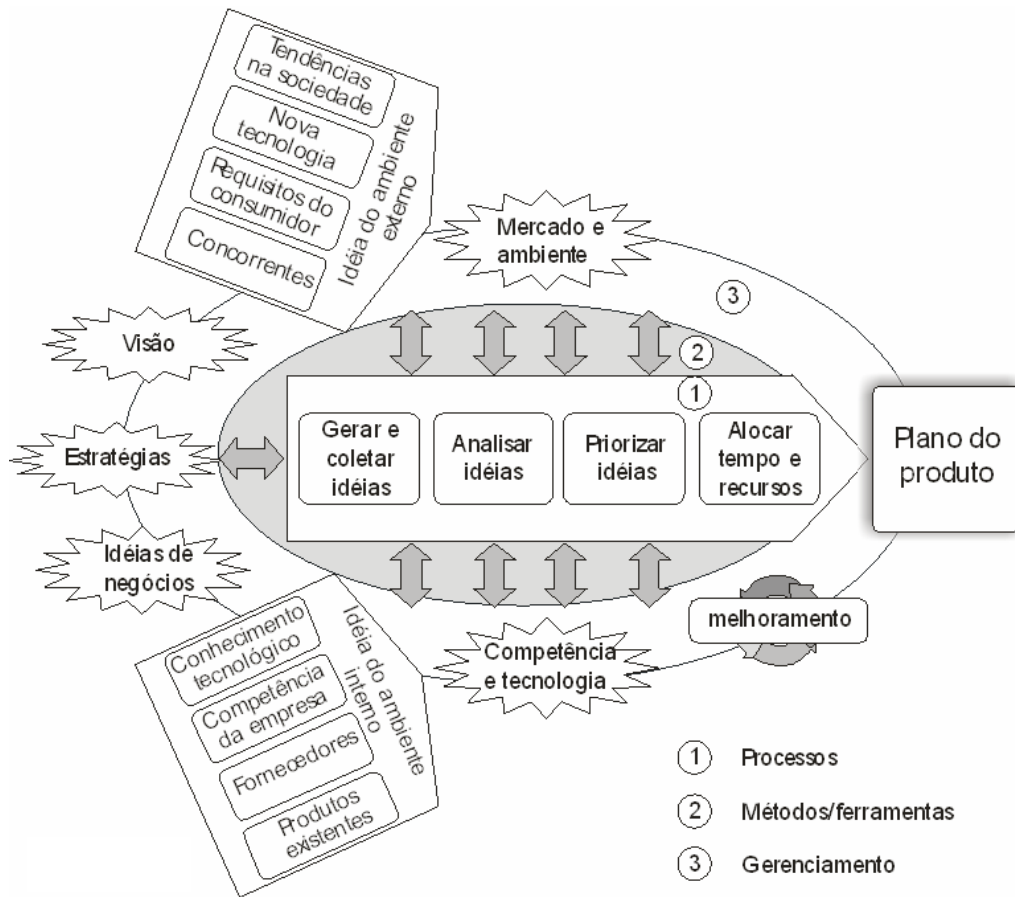 Tendências
na sociedade
Nova
tecnologia
Requisitos do
consumidor
Concorrentes
Idéia do ambiente
externo
Mercado e
ambiente
3
Visão
2
1
Estratégias
Gerar e
coletar
idéias
Analisar
idéias
Priorizar
idéias
Alocar
tempo e
recursos
Plano do
produto
Idéias de
negócios
melhoramento
Conhecimento
tecnológico
Competência
da empresa
Fornecedores
Produtos
existentes
Idéia do ambiente
interno
Competência
e tecnologia
1 Processos
2 Métodos/ferramentas
3 Gerenciamento